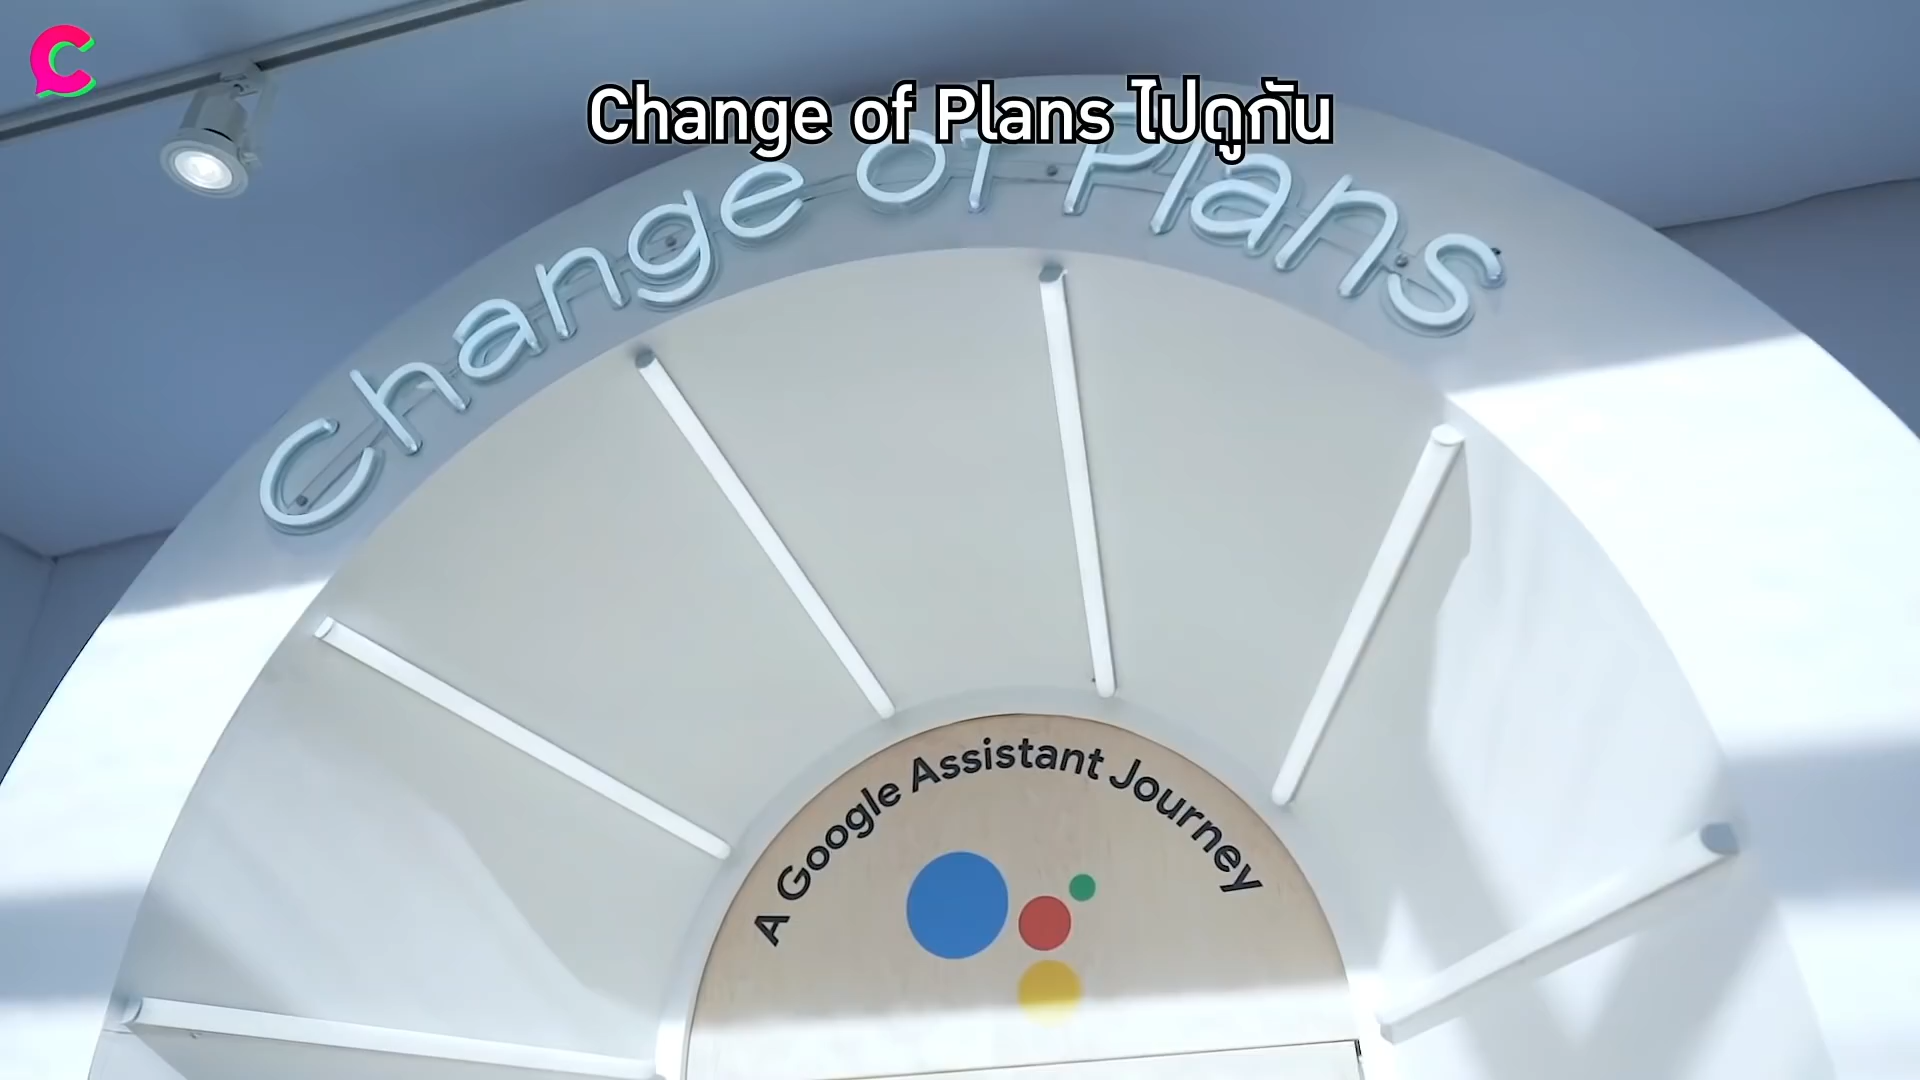 Change of Plans ไปดูกัน
Change of Plans
A Google Assistant Journey